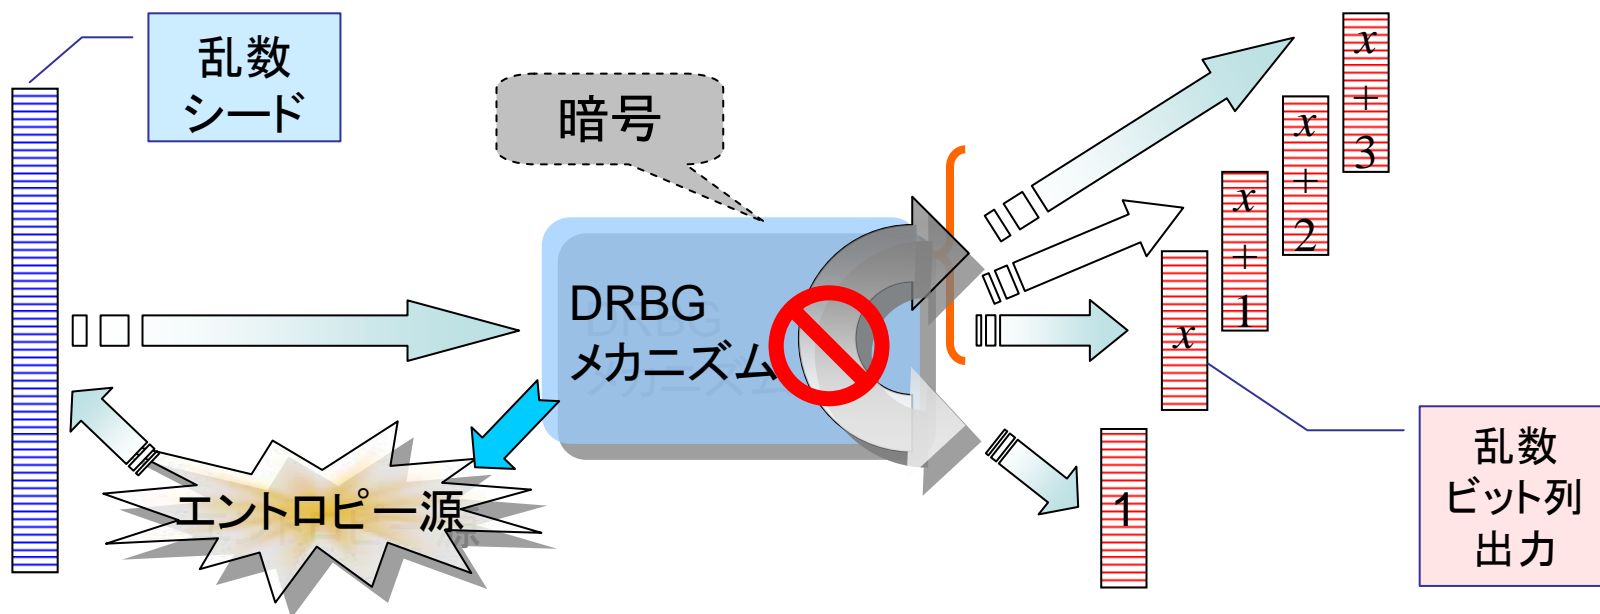 乱数
シード
暗号
DRBG
メカニズム
エントロピー源
x
+
3
x
+
2
x
+
1
x
1
乱数
ビット列
出力